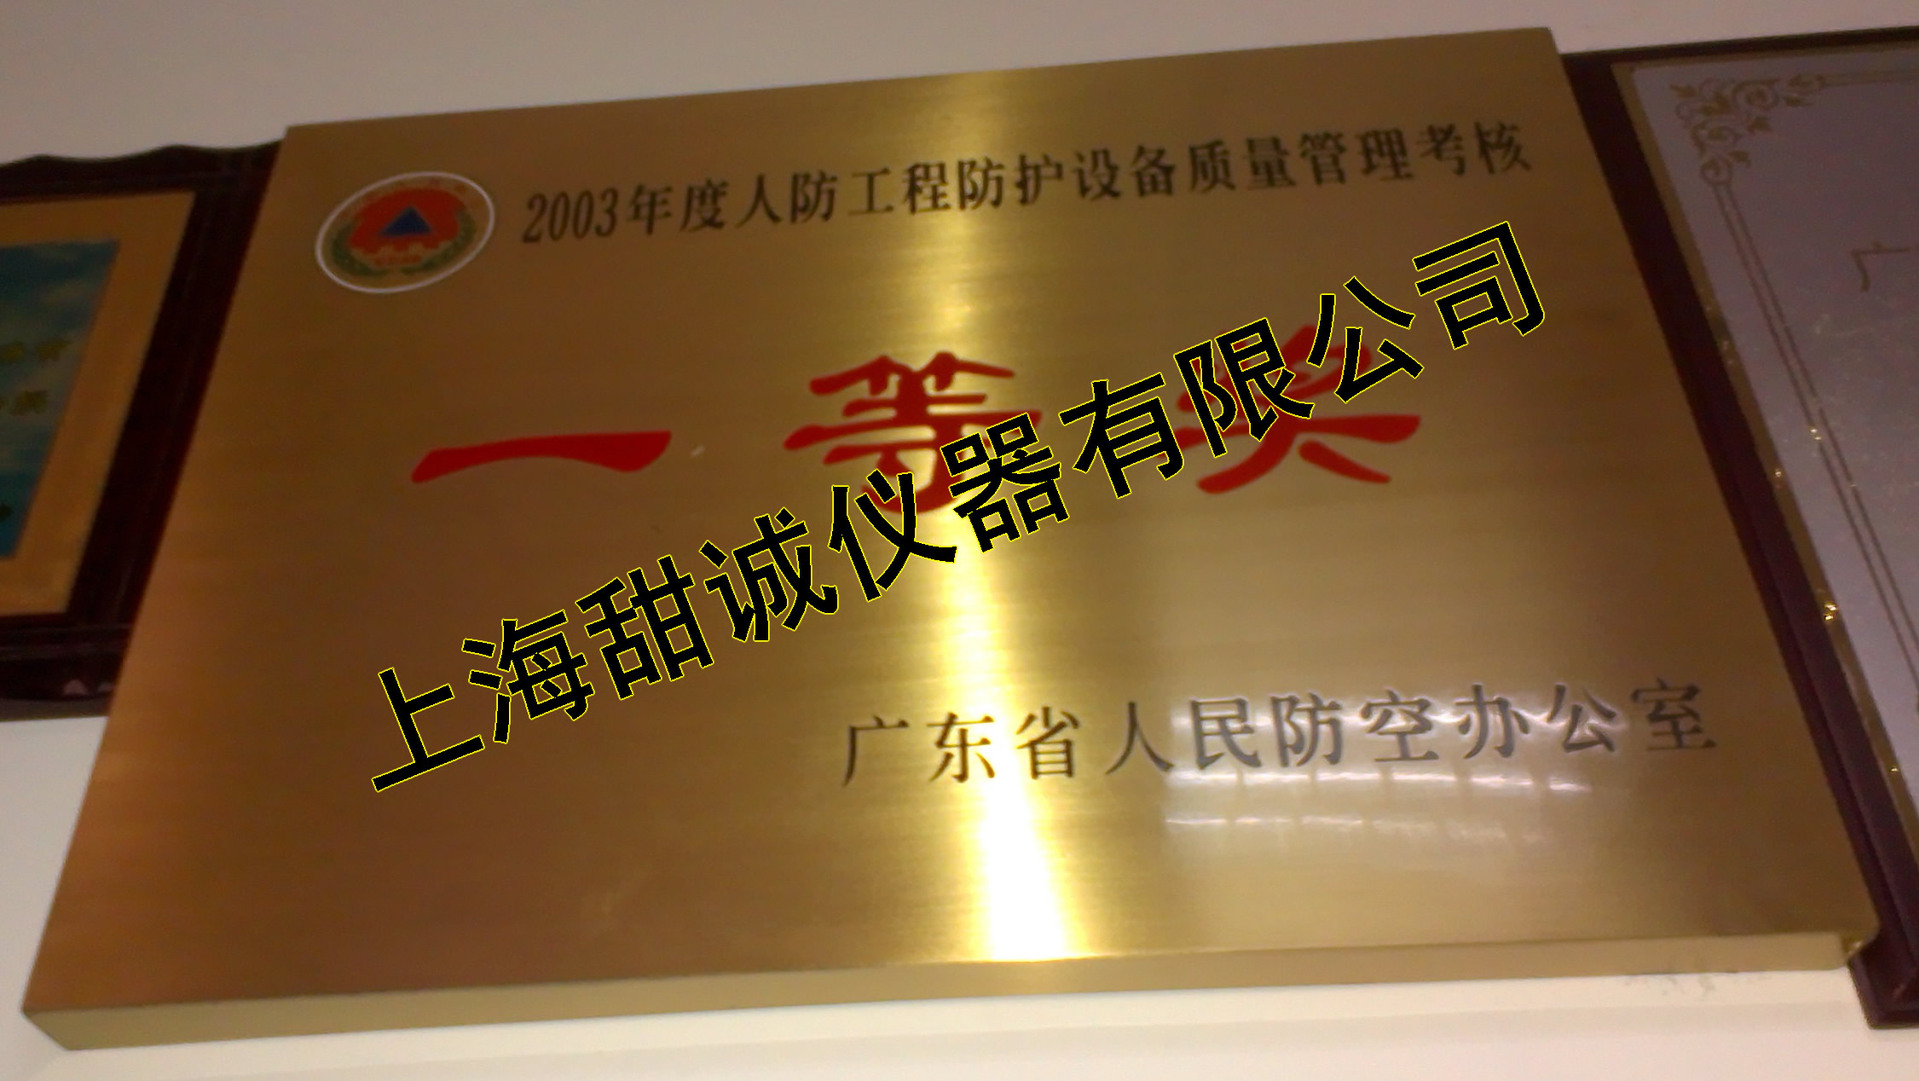 2003年度人防工程防护设备质量管理考核
一等奖
上海甜诚仪器有限公司
广东省人民防空办公室
广